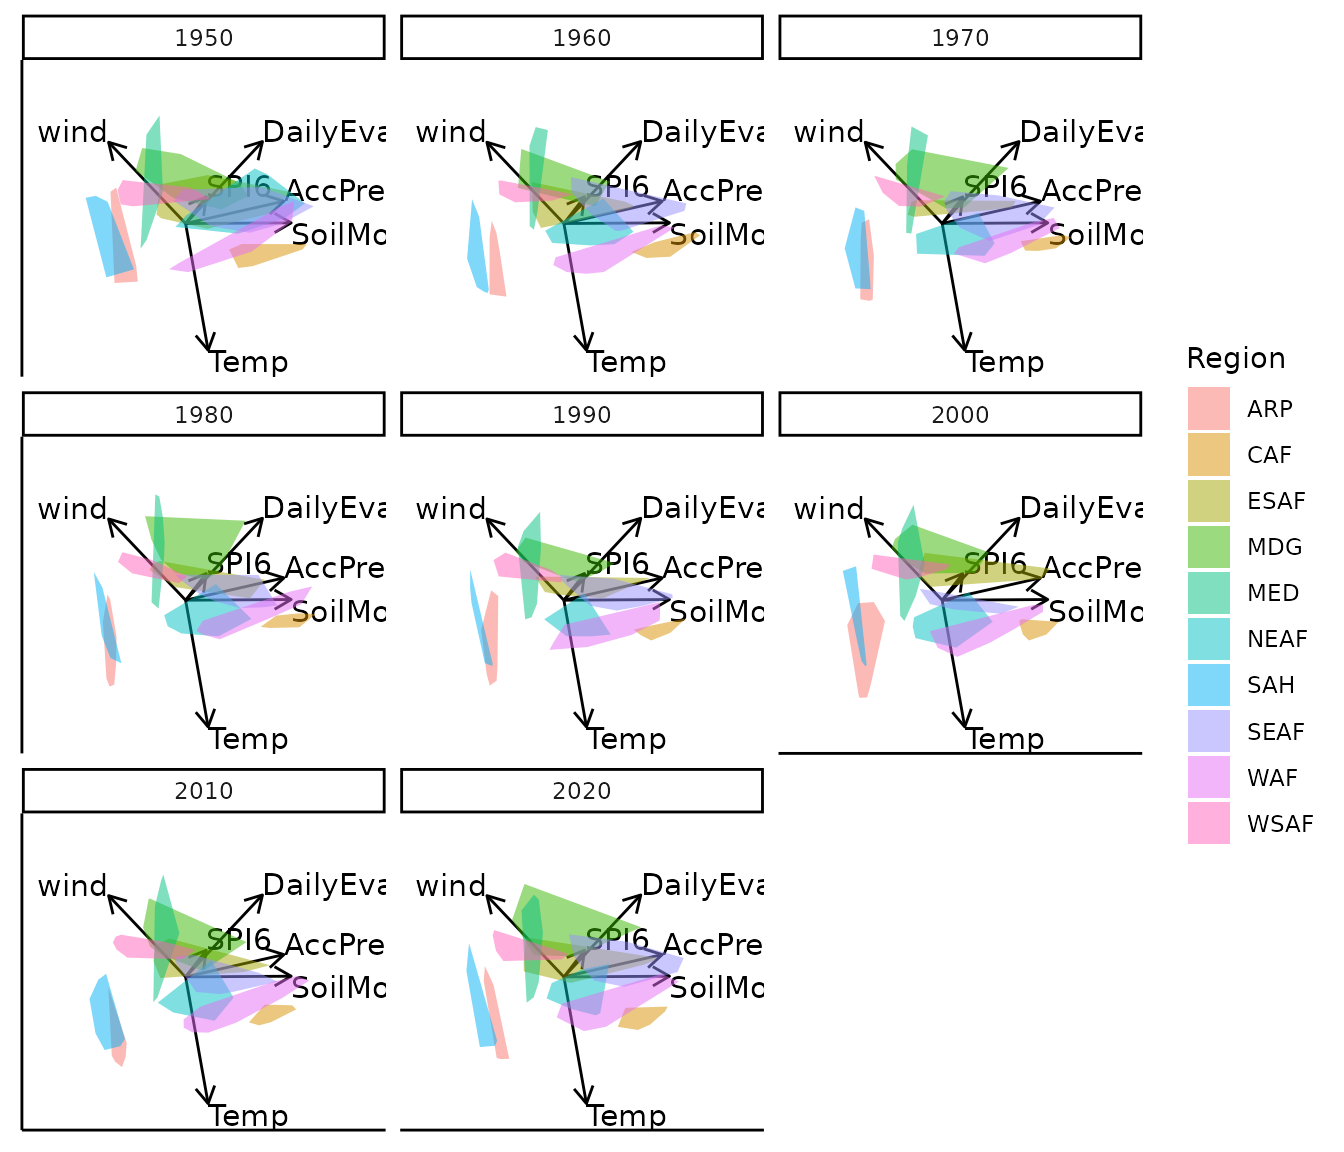 1950 1960 1970
wind DailyEva wind DailyEva wind DailyEva
SPI6 AccPre SPI6 AccPre SPI6 AccPre
SoilMo SoilMo SoilMo
Temp Temp Temp
1980 1990 2000
wind DailyEva wind DailyEva wind DailyEva
SPI6 AccPre SPI6 AccPre SPI6 AccPre
SoilMo SoilMo SoilMo
Temp Temp Temp
2010 2020
wind DailyEva wind DailyEva
SPI6 AccPre SPI6 AccPre
SoilMo SoilMo
Temp Temp
Region
ARP
CAF
ESAF
MDG
MED
NEAF
SAH
SEAF
WAF
WSAF